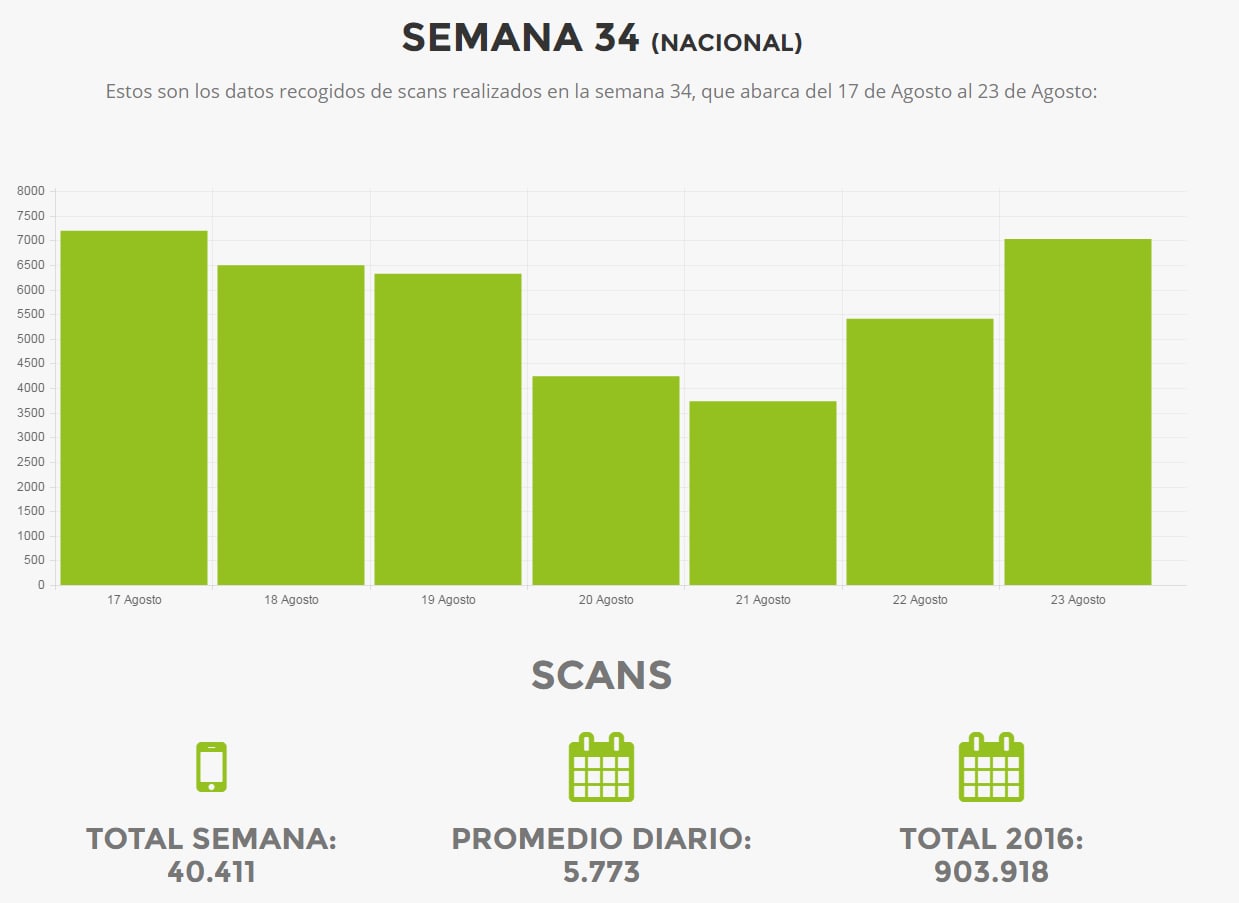 SEMANA 34 (NACIONAL)
Estos son los datos recogidos de scans realizados en la semana 34, que abarca del 17 de Agosto al 23 de Agosto:
8000
7500
7000
6500
6000
5500
5000
4500
4000
3500
3000
2500
2000
1500
1000
500
0
17 Agosto 18 Agosto 19 Agosto 20 Agosto 21 Agosto 22 Agosto 23 Agosto
SCANS
TOTAL SEMANA: PROMEDIO DIARIO: TOTAL 2016:
40.411 5.773 903.918